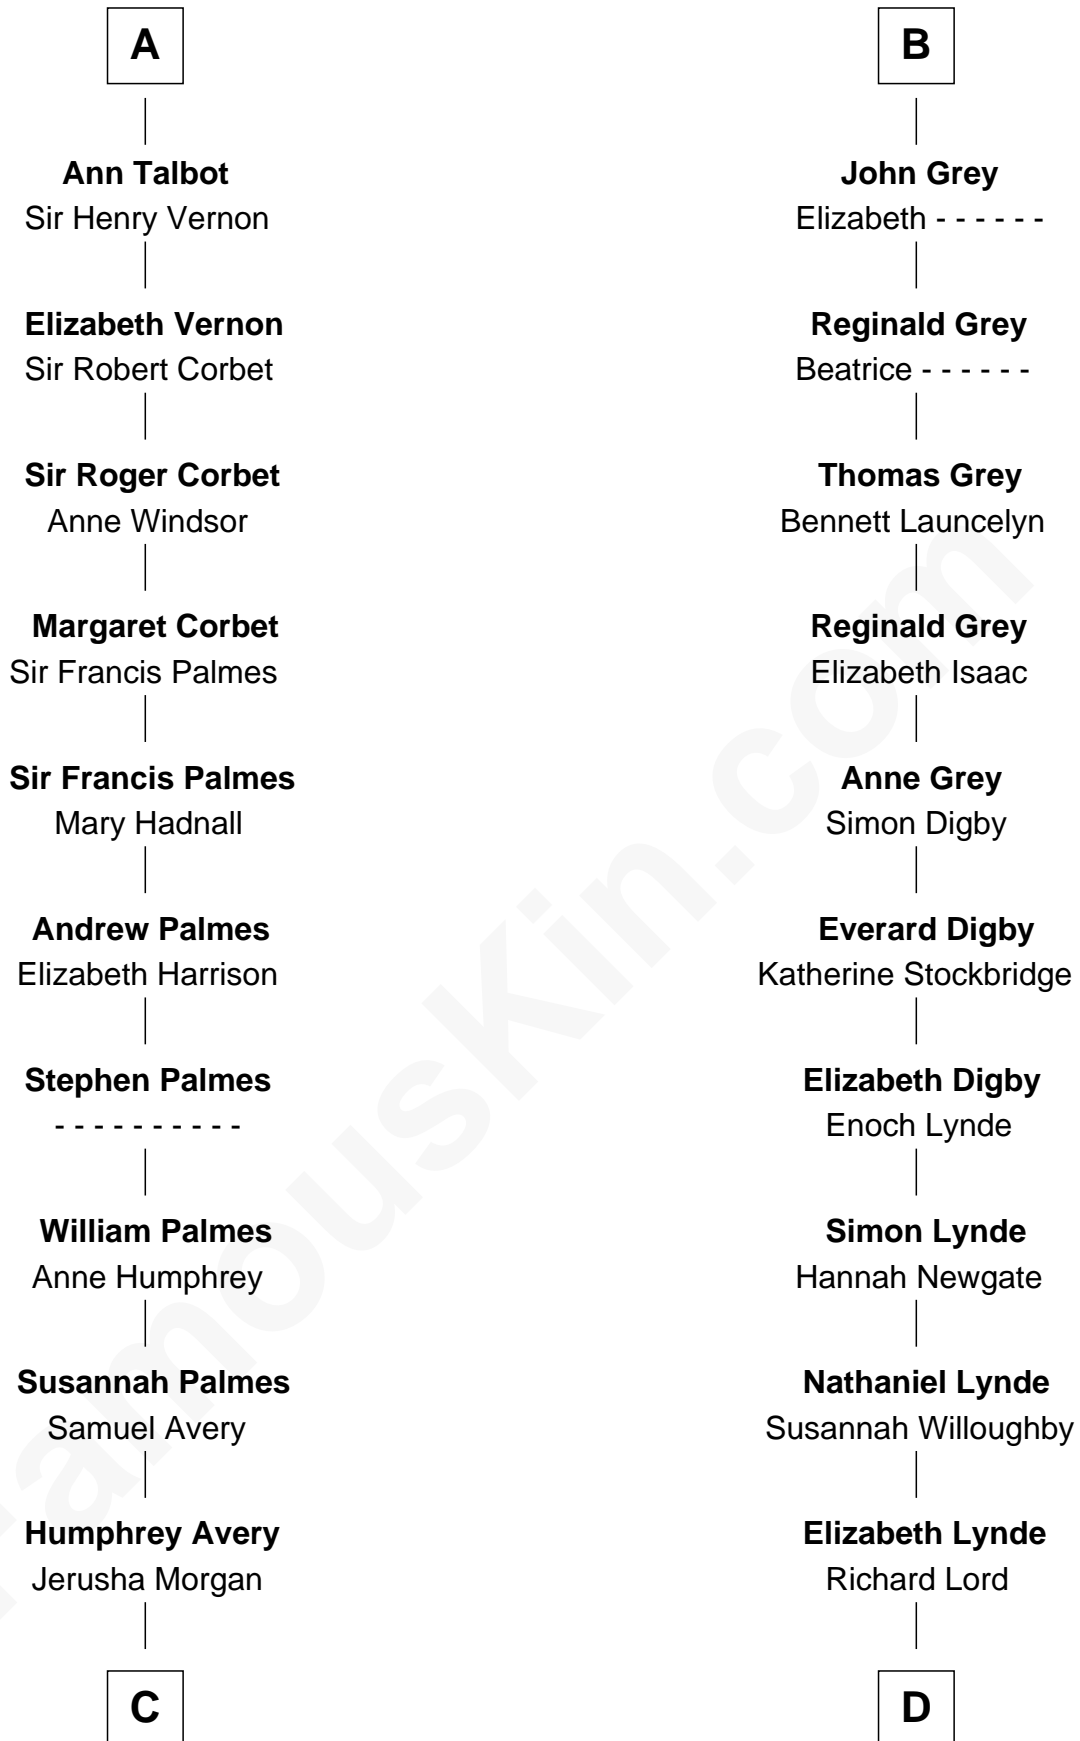 A
Ann Talbot
Sir Henry Vernon
Elizabeth Vernon
Sir Robert Corbet
Sir Roger Corbet
Anne Windsor
Margaret Corbet
Sir Francis Palmes
Sir Francis Palmes
Mary Hadnall
Andrew Palmes
Elizabeth Harrison
Stephen Palmes
- - - - - - - - - -
William Palmes
Anne Humphrey
Susannah Palmes
Samuel Avery
Humphrey Avery
Jerusha Morgan
C
B
John Grey
Elizabeth - - - - - -
Reginald Grey
Beatrice - - - - - -
Thomas Grey
Bennett Launcelyn
Reginald Grey
Elizabeth Isaac
Anne Grey
Simon Digby
Everard Digby
Katherine Stockbridge
Elizabeth Digby
Enoch Lynde
Simon Lynde
Hannah Newgate
Nathaniel Lynde
Susannah Willoughby
Elizabeth Lynde
Richard Lord
D
FamousKin.com